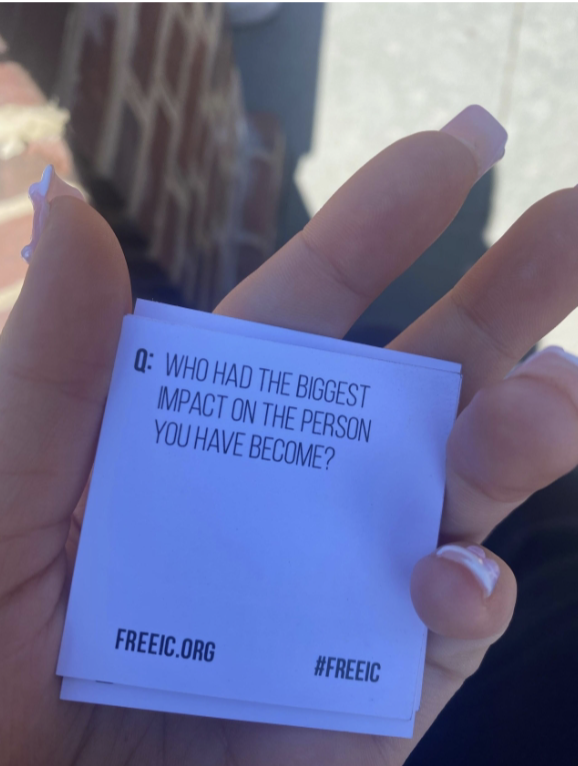 Q: WHO HAD THE BIGGEST
IMPACT ON THE PERSON
YOU HAVE BECOME?
FREEIC.ORG
#FREEIC